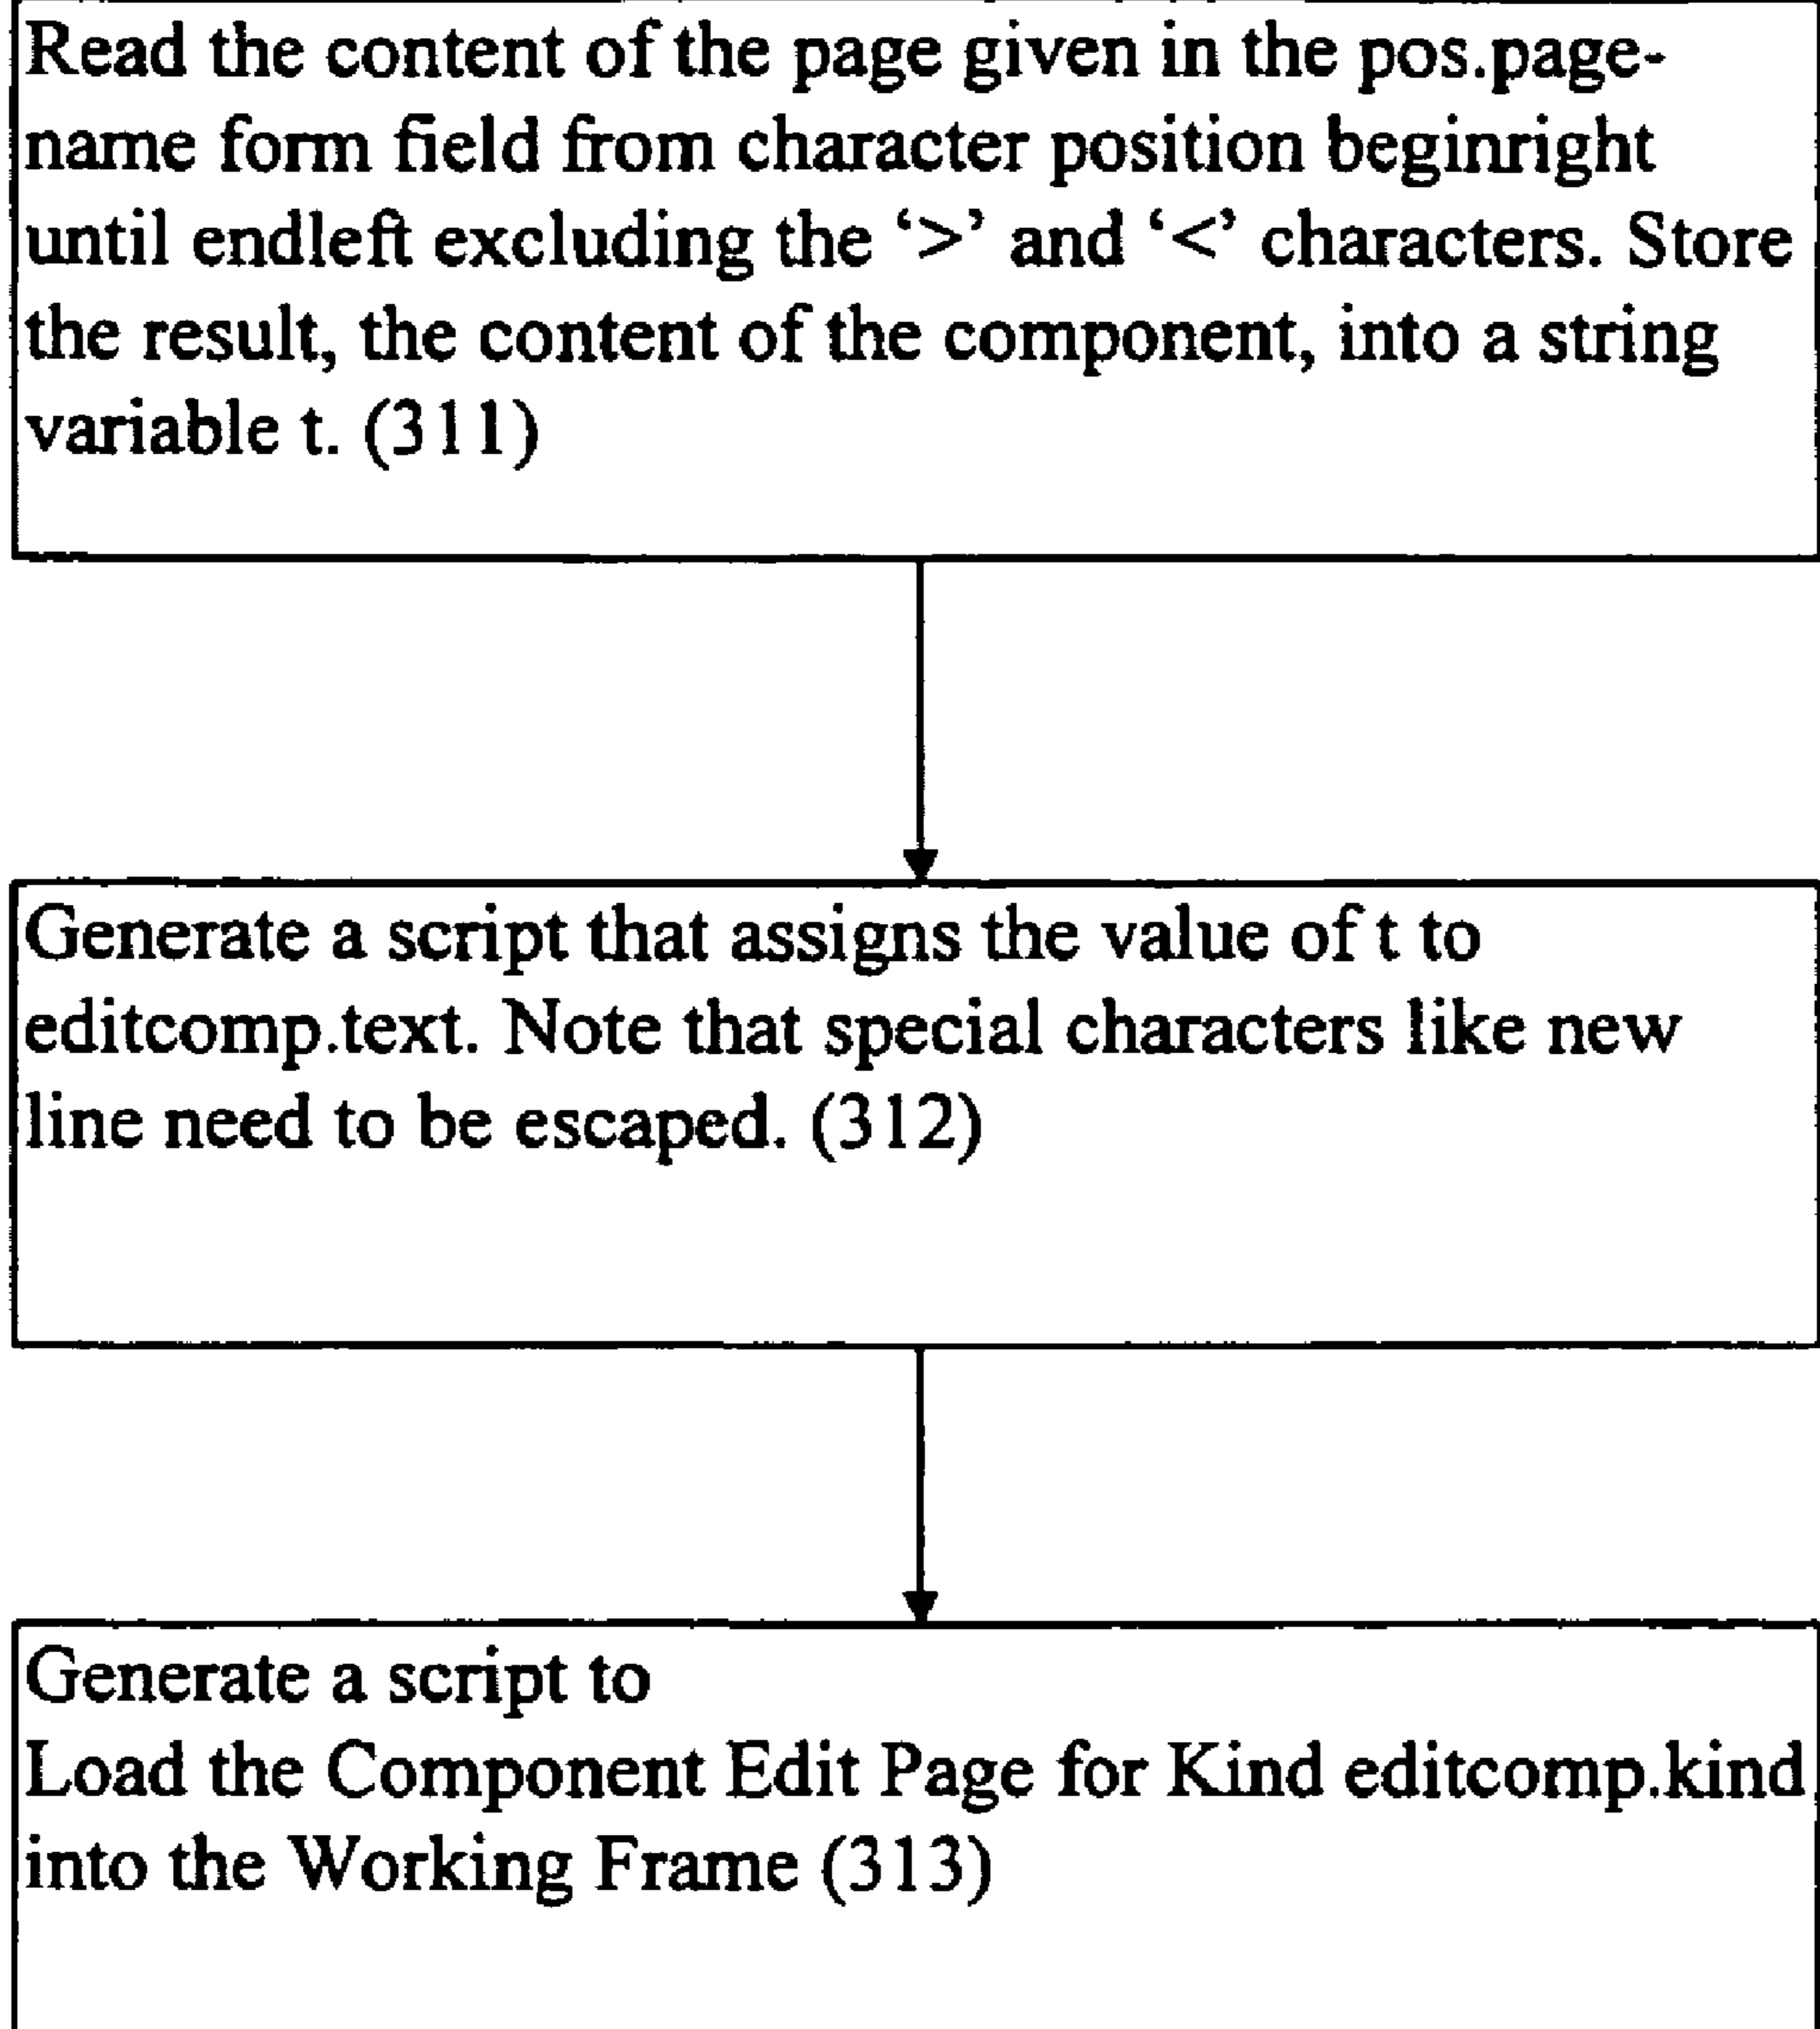 Read the content of the page given in the pos.page-
name form field from character position beginright
until endleft excluding the ‘>’ and ‘<’ characters. Store
the result, the content of the component, into a string
variable t. (311)
Generate a script that assigns the value of t to
editcomp.text. Note that special characters like new
line need to be escaped. (312)
Generate a script to
Load the Component Edit Page for Kind editcomp.kind
into the Working Frame (313)